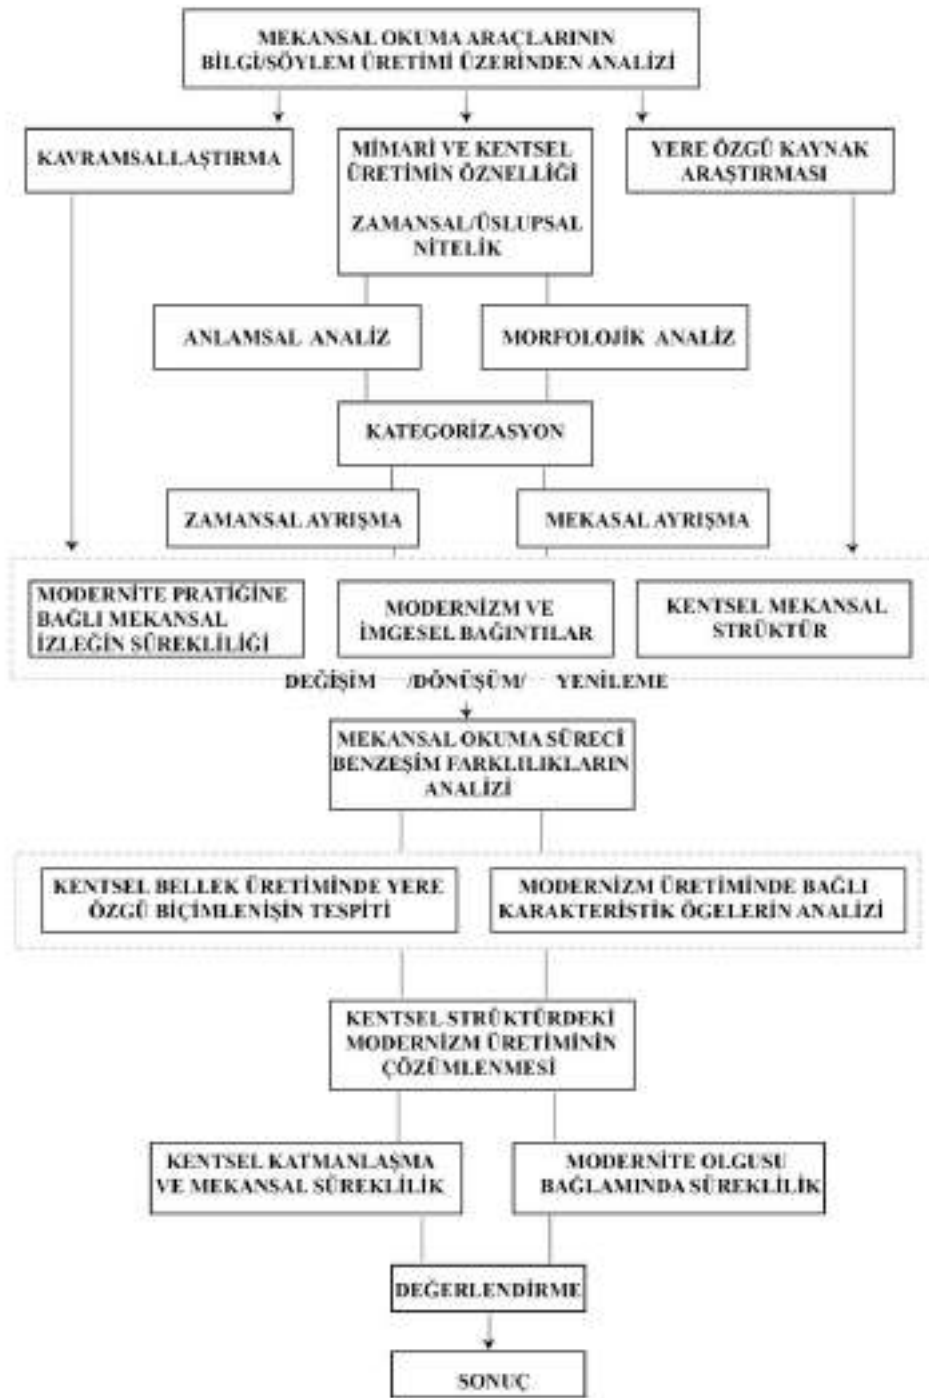 MEKANSAL OKUMA ARAÇLARININ
BİLGİ/SÖYLEM ÜRETİMİ ÜZERİNDEN ANALİZİ
KAVRAMSALLAŞTIRMA
MİMARİ VE KENTSEL
ÜRETİMİN ÖZNELLİĞİ
ZAMANSAL/ÜSLUPSAL
NİTELİK
YERE ÖZGÜ KAYNAK
ARAŞTIRMASI
ANLAMSAL ANALİZ
MORFOLOJİK ANALİZ
KATEGORİZASYON
ZAMANSAL AYRIŞMA
MEKASAL AYRIŞMA
MODERNİTE PRATİĞİNE
BAĞLI MEKANSAL
İZLEĞİN SÜREKLİLİĞİ
MODERNİZM VE
İMGESEL BAĞINTILAR
KENTSEL MEKANSAL
STRÜKTÜR
DEĞİŞİM /DÖNÜŞÜM/ YENİLEME
MEKANSAL OKUMA SÜRECİ
BENZEŞİM FARKLILIKLARIN
ANALİZİ
KENTSEL BELLEK ÜRETİMİNDE YERE
ÖZGÜ BİÇİMLENİŞİN TESPİTİ
MODERNİZM ÜRETİMİNDE BAĞLI
KARAKTERİSTİK ÖGELERİN ANALİZİ
KENTSEL STRÜKTÜRDEKİ
MODERNİZM ÜRETİMİNİN
ÇÖZÜMLENMESİ
KENTSEL KATMANLAŞMA
VE MEKANSAL SÜREKLİLİK
MODERNİTE OLGUSU
BAĞLAMINDA SÜREKLİLİK
DEĞERLENDİRME
SONUÇ